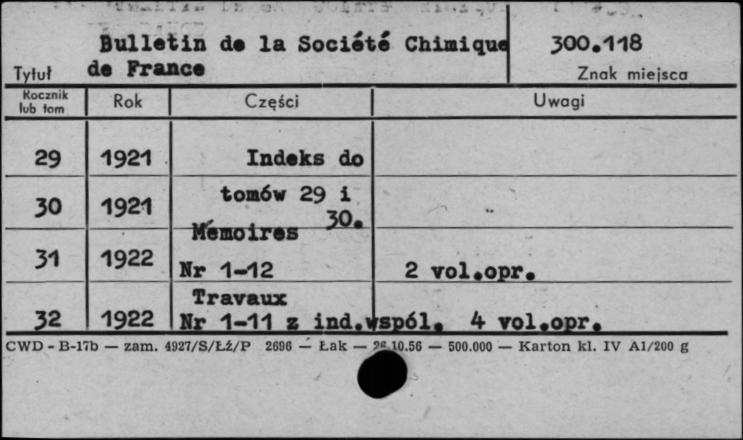 Bulletin de la Société Chimique 300.118
Tytuł de France Znak miejsca
Rocznik lub tom Rok Części Uwagi
29 1921 Indeks do
30 1921 tomów 29 i 30.
31 1922 Mémoires Nr 1-12 2 vol.opr.
32 1922 Travaux Nr 1-11 z ind.wspól. 4 vol.opr.
CWD - B-17b — zam. 4927/S/Łź/P 2696 — Łak — 26.10.56 — 500.000 — Karton kl. IV A1/200 g